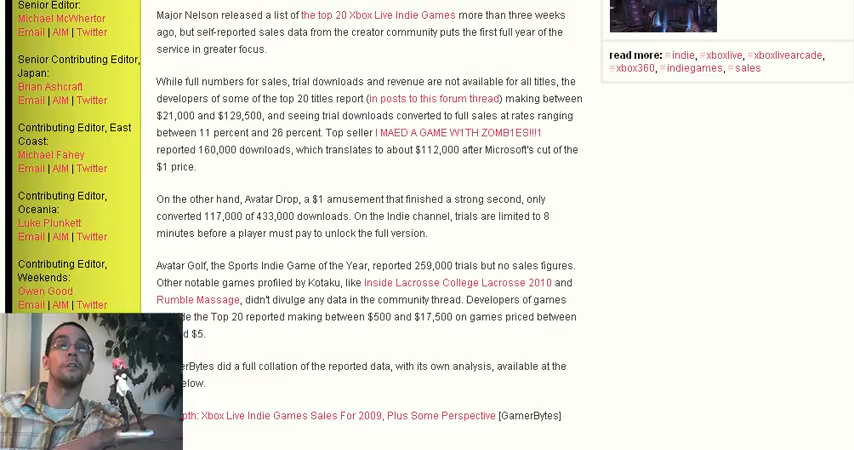 Senior Editor:
Michael McWhertor
Email | AIM | Twitter
Senior Contributing Editor,
Japan:
Brian Ashcraft
Email | AIM | Twitter
Contributing Editor, East
Coast:
Michael Fahey
Email | AIM | Twitter
Contributing Editor,
Oceania:
Luke Plunkett
Email | AIM | Twitter
Contributing Editor,
Weekends:
Owen Good
Email | AIM | Twitter
Major Nelson released a list of the top 20 Xbox Live Indie Games more than three weeks
ago, but self-reported sales data from the creator community puts the first full year of the
service in greater focus.
While full numbers for sales, trial downloads and revenue are not available for all titles, the
developers of some of the top 20 titles report (in posts to this forum thread) making between
$21,000 and $129,500, and seeing trial downloads converted to full sales at rates ranging
between 11 percent and 26 percent. Top seller I MAED A GAM3 W1TH Z0MB1ES!!!1
reported 160,000 downloads, which translates to about $112,000 after Microsoft's cut of the
$1 price.
On the other hand, Avatar Drop, a $1 amusement that finished a strong second, only
converted 117,000 of 433,000 downloads. On the Indie channel, trials are limited to 8
minutes before a player must pay to unlock the full version.
Avatar Golf, the Sports Indie Game of the Year, reported 259,000 trials but no sales figures.
Other notable games profiled by Kotaku, like Inside Lacrosse College Lacrosse 2010 and
Rumble Massage, didn't divulge any data in the community thread. Developers of games
de the Top 20 reported making between $500 and $17,500 on games priced between
d $5.
erBytes did a full collation of the reported data, with its own analysis, available at the
elow.
pth: Xbox Live Indie Games Sales For 2009, Plus Some Perspective [GamerBytes]
read more: #indie, #xboxlive, #xboxlivearcade,
#xbox360, #indiegames, #sales